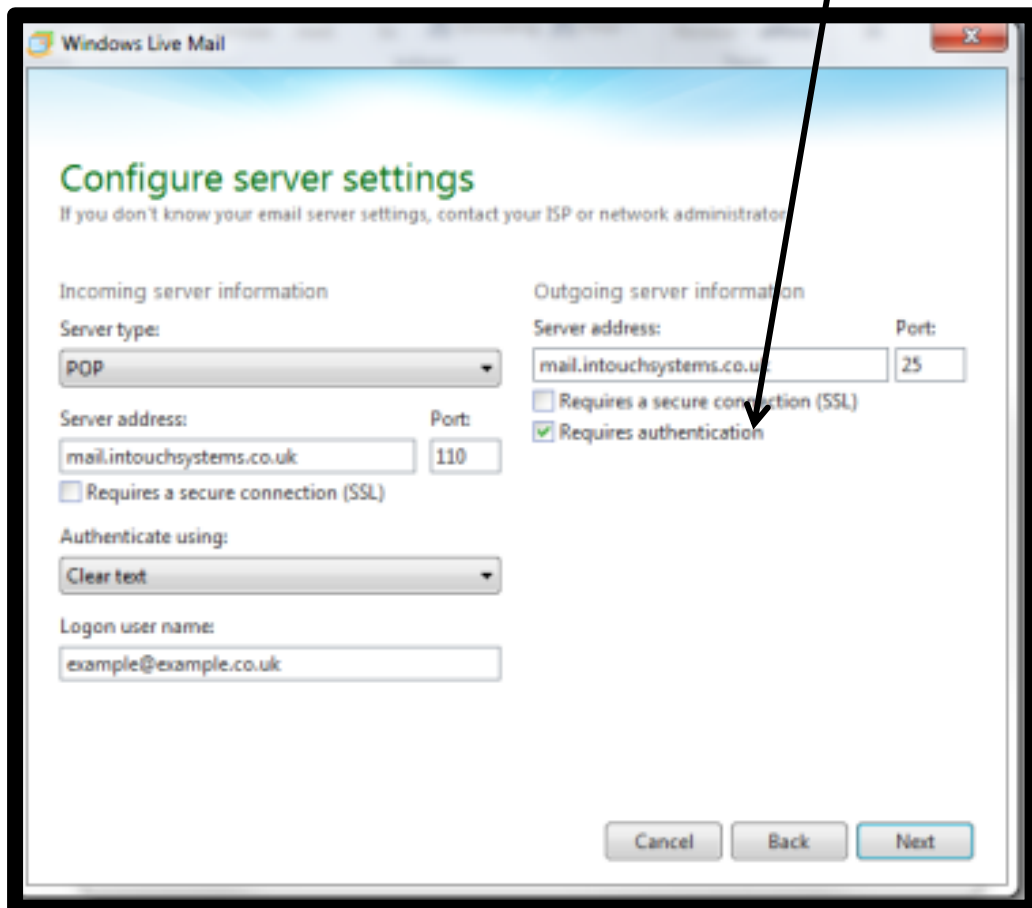 Windows Live Mail
Configure server settings
If you don't know your email server settings, contact your ISP or network administrator.
Incoming server information
Server type:
POP
Server address:
Port:
mail.intouchsystems.co.uk
110
Requires a secure connection (SSL)
Authenticate using:
Clear text
Logon user name:
example@example.co.uk
Outgoing server information
Server address:
Port:
mail.intouchsystems.co.uk
25
Requires a secure connection (SSL)
Requires authentication
Cancel
Back
Next